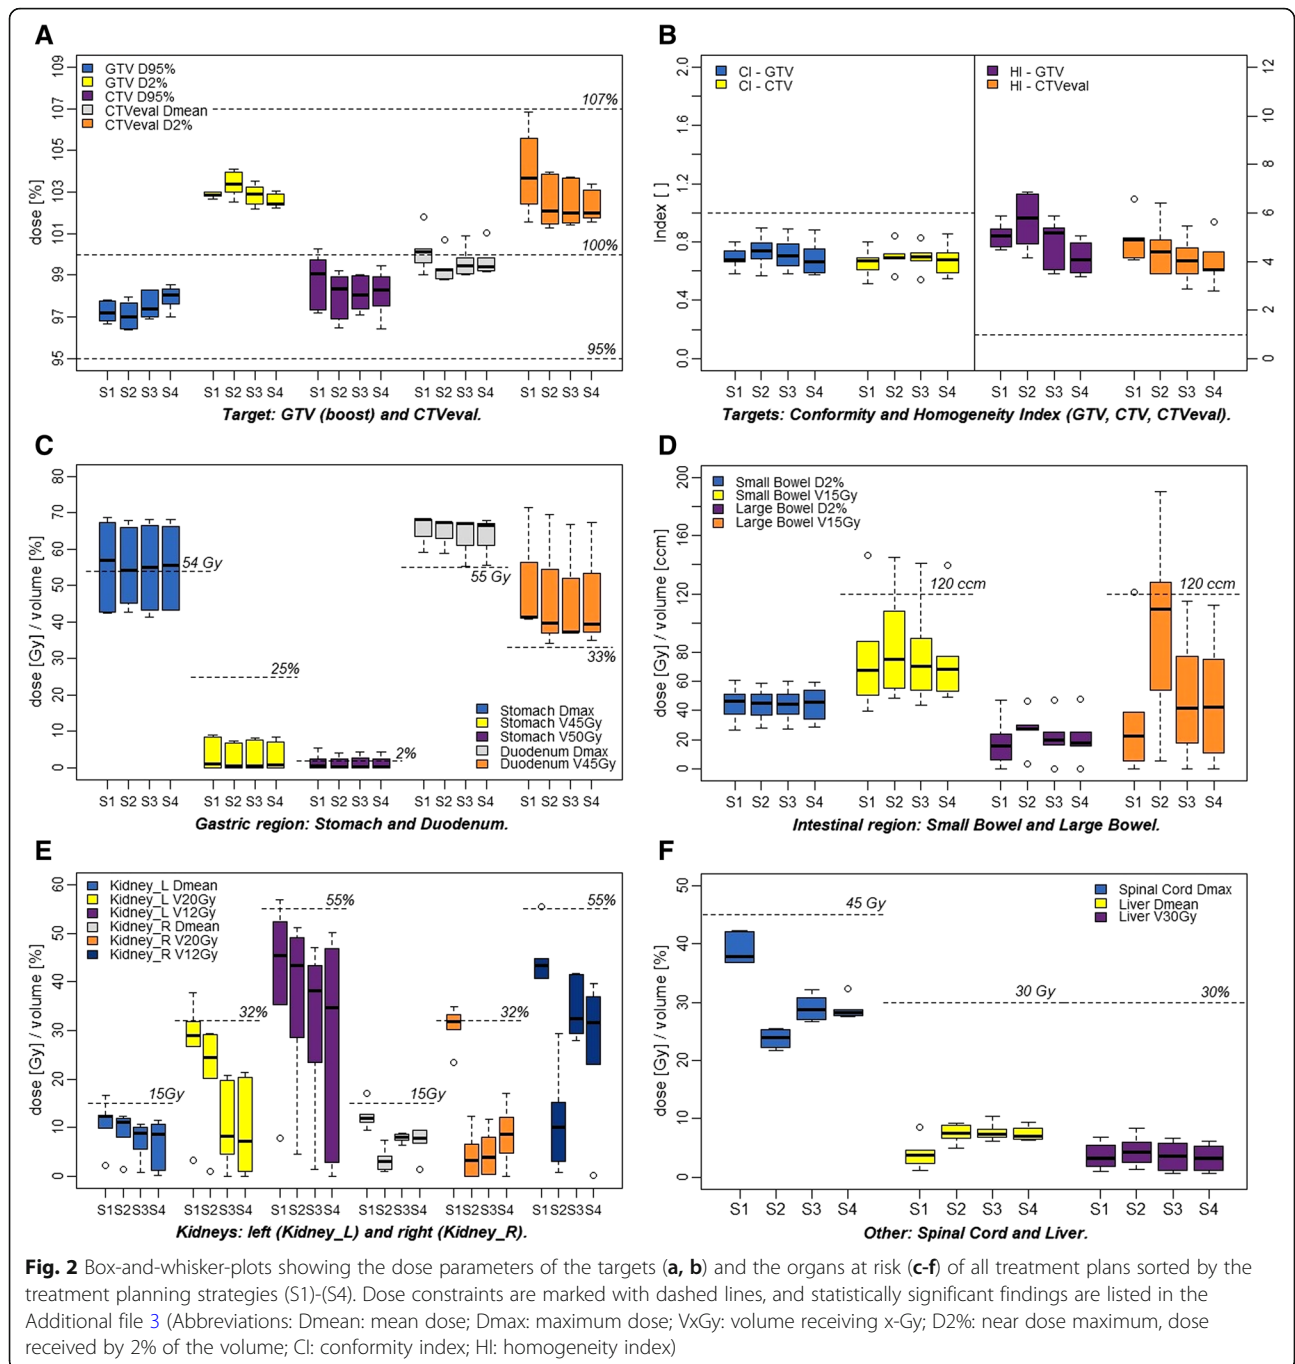 A
GTV D95%
GTV D2%
CTV D95%
CTVeval Dmean
CTVeval D2%
107%
100%
95%
dose [%]
109
107
105
103
101
99
97
95
S1 S2 S3 S4 S1 S2 S3 S4 S1 S2 S3 S4 S1 S2 S3 S4 S1 S2 S3 S4
Target: GTV (boost) and CTVeval.
B
CI - GTV
CI - CTV
HI - GTV
HI - CTVeval
Index [ ]
2.0
1.6
1.2
0.8
0.4
0.0
12
10
8
6
4
2
0
S1 S2 S3 S4 S1 S2 S3 S4 S1 S2 S3 S4 S1 S2 S3 S4
Targets: Conformity and Homogeneity Index (GTV, CTV, CTVeval).
C
dose [Gy] / volume [%]
80
70
60
50
40
30
20
10
0
54 Gy
25%
2%
55 Gy
33%
Stomach Dmax
Stomach V45Gy
Stomach V50Gy
Duodenum Dmax
Duodenum V45Gy
S1 S2 S3 S4 S1 S2 S3 S4 S1 S2 S3 S4 S1 S2 S3 S4 S1 S2 S3 S4
Gastric region: Stomach and Duodenum.
D
Small Bowel D2%
Small Bowel V15Gy
Large Bowel D2%
Large Bowel V15Gy
dose [Gy] / volume [ccm]
200
160
120
80
60
40
20
0
120 ccm
120 ccm
S1 S2 S3 S4 S1 S2 S3 S4 S1 S2 S3 S4 S1 S2 S3 S4
Intestinal region: Small Bowel and Large Bowel.
E
Kidney_L Dmean
Kidney_L V20Gy
Kidney_L V12Gy
Kidney_R Dmean
Kidney_R V20Gy
Kidney_R V12Gy
dose [Gy] / volume [%]
60
50
40
30
20
10
0
15Gy
32%
55%
15Gy
32%
55%
S1S2S3S4 S1S2S3S4 S1S2S3S4 S1S2S3S4 S1S2S3S4 S1S2S3S4
Kidneys: left (Kidney_L) and right (Kidney_R).
F
Spinal Cord Dmax
Liver Dmean
Liver V30Gy
dose [Gy] / volume [%]
50
40
30
20
10
0
45 Gy
30 Gy
30%
S1 S2 S3 S4 S1 S2 S3 S4 S1 S2 S3 S4
Other: Spinal Cord and Liver.
Fig. 2 Box-and-whisker-plots showing the dose parameters of the targets (a, b) and the organs at risk (c-f) of all treatment plans sorted by the
treatment planning strategies (S1)-(S4). Dose constraints are marked with dashed lines, and statistically significant findings are listed in the
Additional file 3 (Abbreviations: Dmean: mean dose; Dmax: maximum dose; VxGy: volume receiving x-Gy; D2%: near dose maximum, dose
received by 2% of the volume; CI: conformity index; HI: homogeneity index)